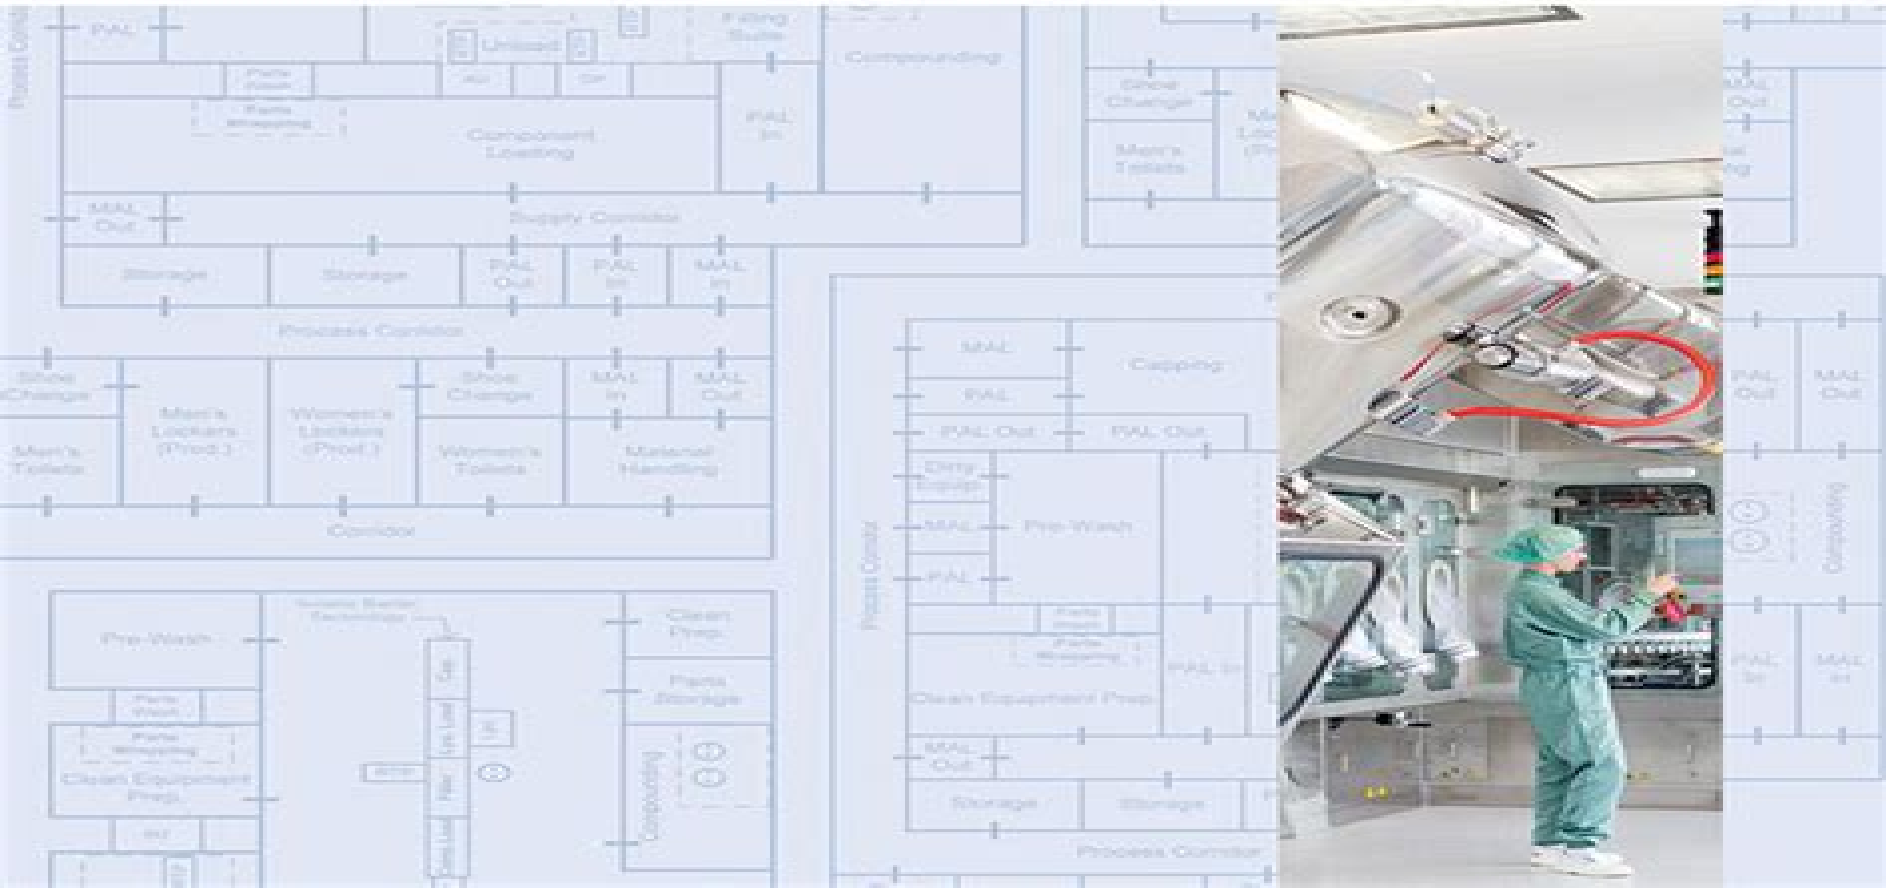 Process Corridor
PAL
Parts
Wash
Parts
Wrapping
Unload
Filling
Suite
Compounding
Component
Loading
PAL
In
MAL
Out
Supply Corridor
Storage
Storage
PAL
Out
PAL
In
MAL
In
Process Corridor
Shoe
Change
Men's
Lockers
(Prod.)
Women's
Lockers
(Prod.)
Shoe
Change
MAL
In
MAL
Out
Men's
Toilets
Women's
Toilets
Material
Handling
Corridor
Pre-Wash
Parts
Wash
Parts
Wrapping
Clean Equipment
Prep.
Technology
Cap
Filler
Clean
Prep.
Parts
Storage
Compounding
Shoe
Change
Men's
Toilets
Process Corridor
MAL
PAL
PAL Out
Capping
PAL Out
Dirty
Equip.
MAL
PAL
Pre-Wash
Parts
Wash
Parts
Wrapping
Clean Equipment Prep.
PAL In
MAL
Out
Storage
Storage
Process Corridor
MAL
Out
PAL
Out
MAL
Out
Compounding
PAL
In
MAL
In